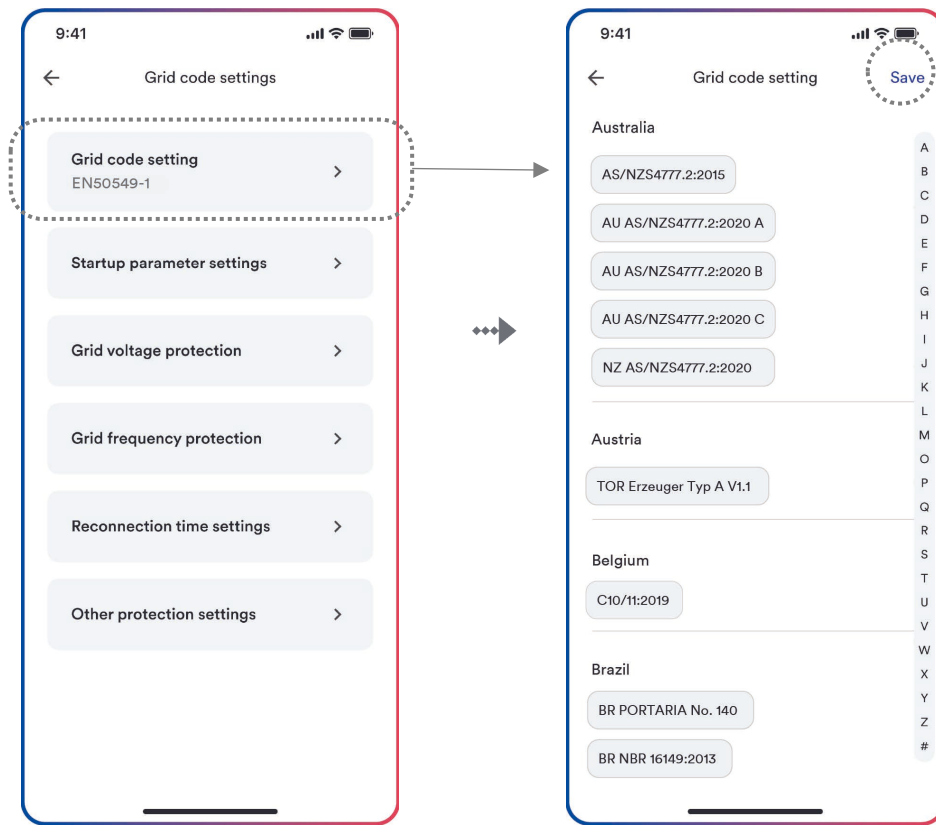 9:41
Grid code settings
Grid code setting
EN50549-1
Startup parameter settings
Grid voltage protection
Grid frequency protection
Reconnection time settings
Other protection settings
9:41
Grid code setting
Save
Australia
AS/NZS4777.2:2015
AU AS/NZS4777.2:2020 A
AU AS/NZS4777.2:2020 B
AU AS/NZS4777.2:2020 C
NZ AS/NZS4777.2:2020
Austria
TOR Erzeuger Typ A V1.1
Belgium
C10/11:2019
Brazil
BR PORTARIA No. 140
BR NBR 16149:2013
A
B
C
D
E
F
G
H
I
J
K
L
M
O
P
Q
R
S
T
U
V
W
X
Y
Z
#